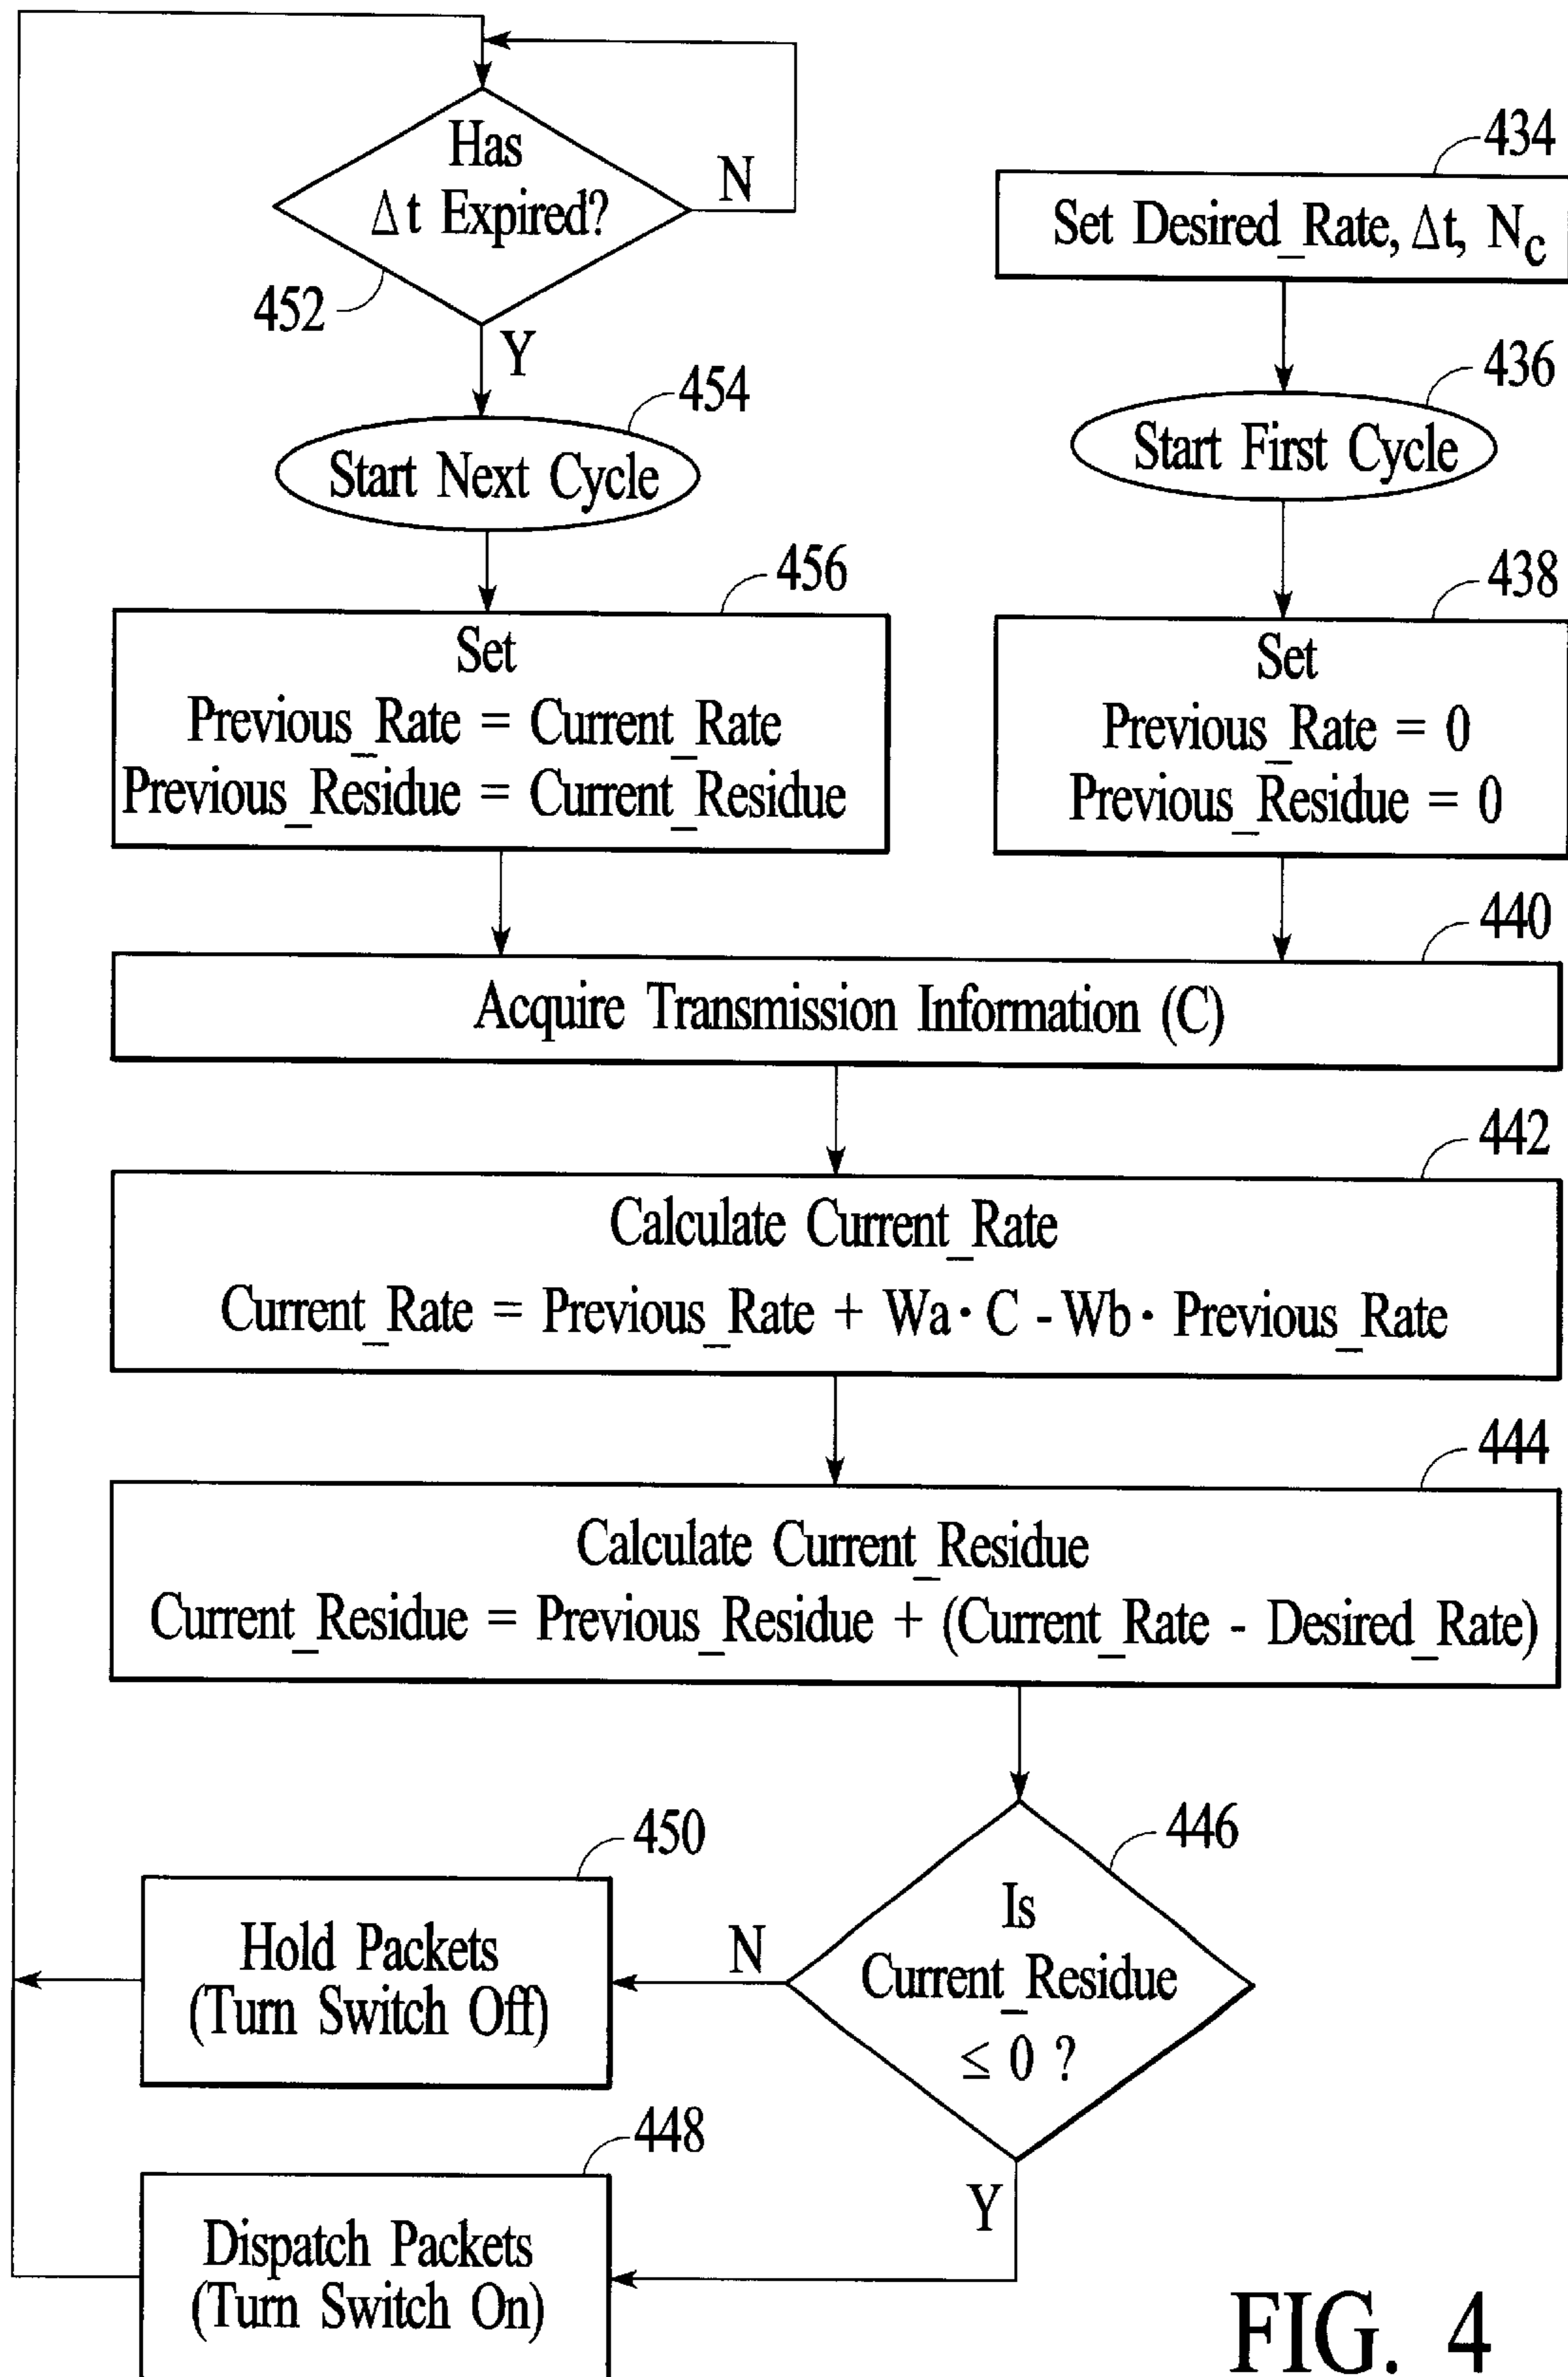 Has
Δt Expired?
N
452
Y
454
Start Next Cycle
456
Set
Previous_Rate = Current_Rate
Previous_Residue = Current_Residue
434
Set Desired_Rate, Δt, Nc
436
Start First Cycle
438
Set
Previous_Rate = 0
Previous_Residue = 0
440
Acquire Transmission Information (C)
442
Calculate Current_Rate
Current_Rate = Previous_Rate + Wa · C - Wb · Previous_Rate
444
Calculate Current_Residue
Current_Residue = Previous_Residue + (Current_Rate - Desired_Rate)
446
Is
Current_Residue
≤ 0 ?
N
450
Hold Packets
(Turn Switch Off)
Y
448
Dispatch Packets
(Turn Switch On)
FIG. 4